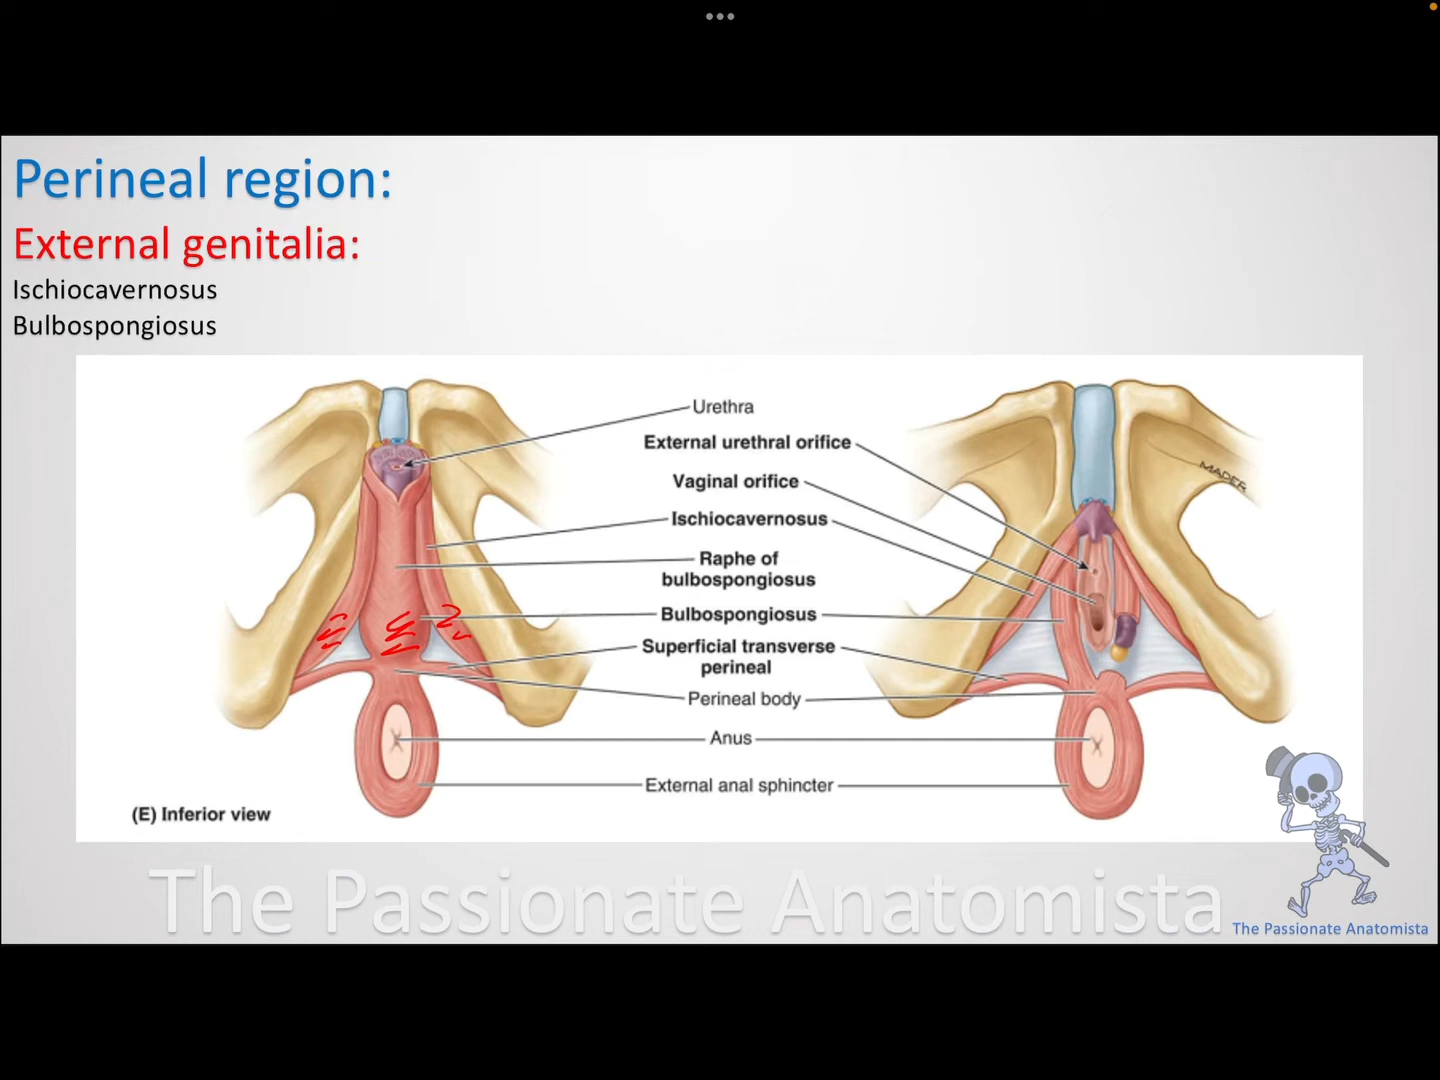 Perineal region:
External genitalia:
Ischiocavernosus
Bulbospongiosus
Urethra
External urethral orifice
Vaginal orifice
Ischiocavernosus
Raphe of
bulbospongiosus
Bulbospongiosus
Superficial transverse
perineal
Perineal body
Anus
External anal sphincter
(E) Inferior view
MADER
The Passionate Anatomista
The Passionate Anatomista